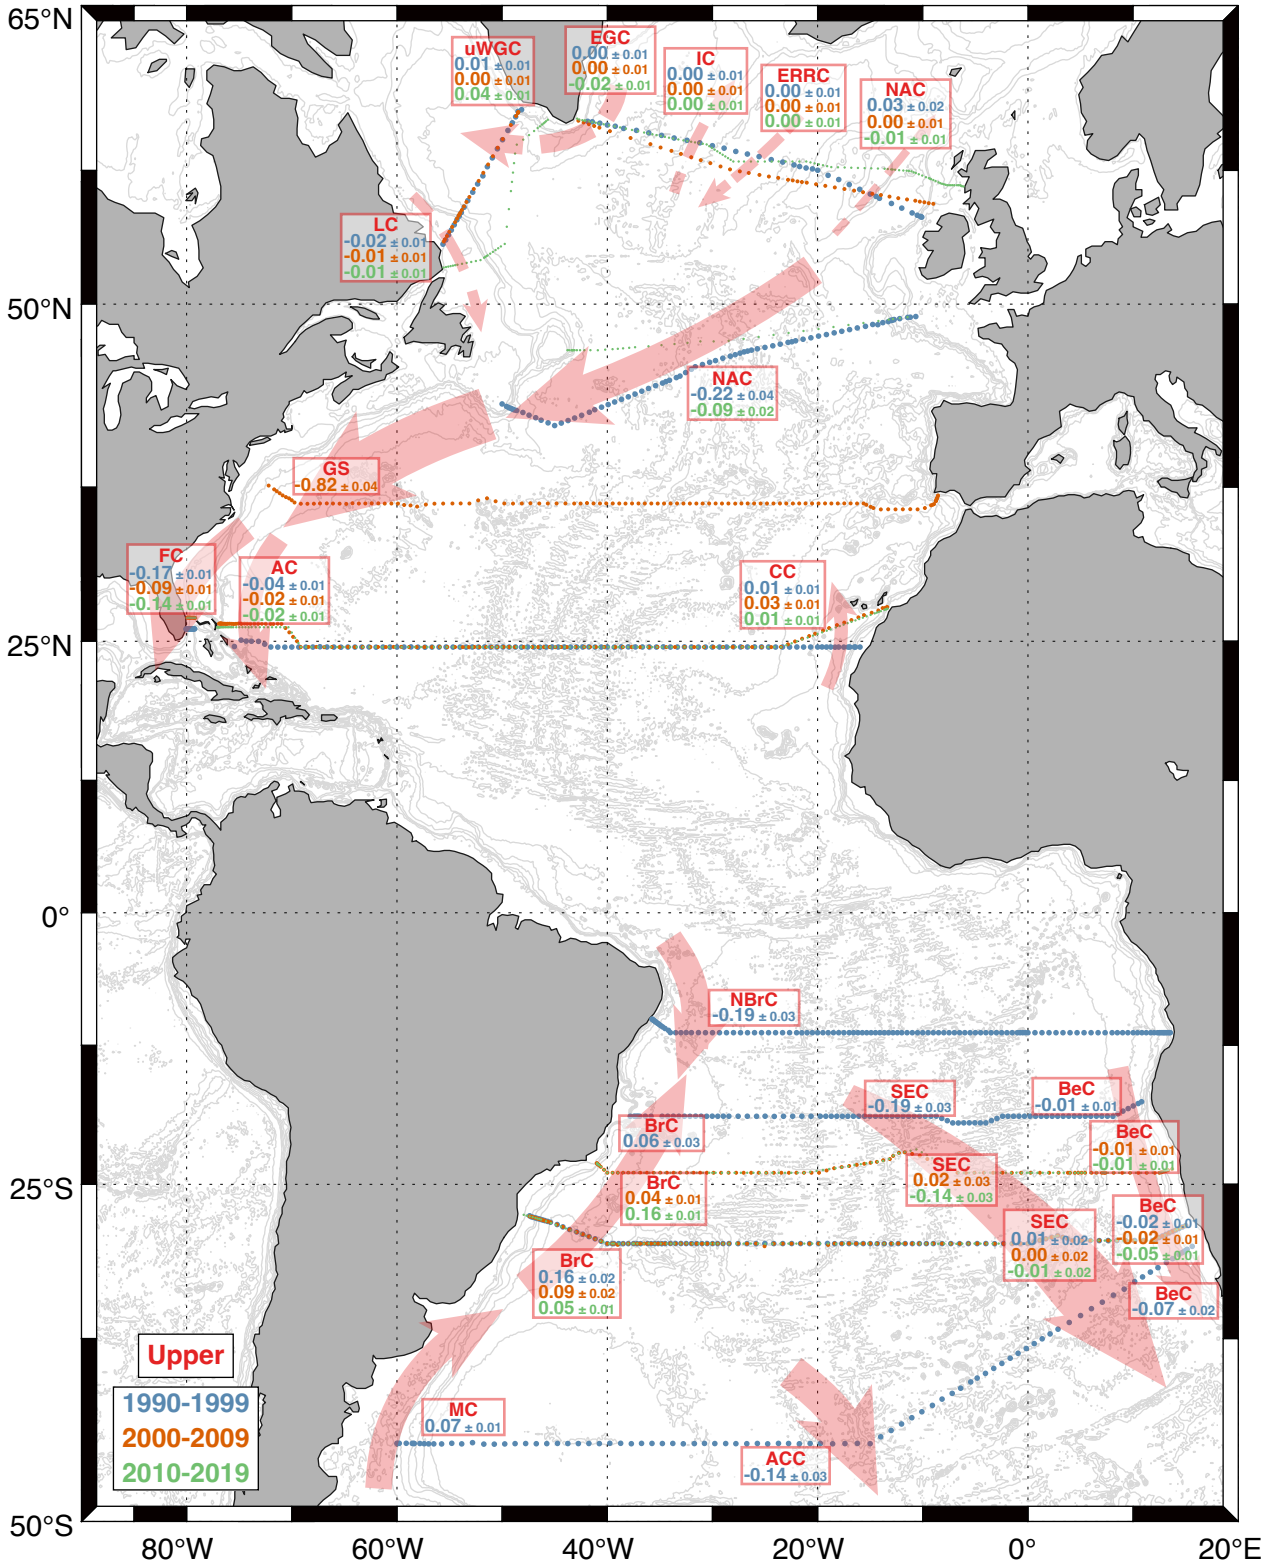 65°N
uWGC
0.01 ± 0.01
0.00 ± 0.01
0.04 ± 0.01
EGC
0.00 ± 0.01
0.00 ± 0.01
-0.02 ± 0.01
IC
0.00 ± 0.01
0.00 ± 0.01
0.00 ± 0.01
ERRC
0.00 ± 0.01
0.00 ± 0.01
0.00 ± 0.01
NAC
0.03 ± 0.02
0.00 ± 0.01
-0.01 ± 0.01
LC
-0.02 ± 0.01
-0.01 ± 0.01
-0.01 ± 0.01
50°N
NAC
-0.22 ± 0.04
-0.09 ± 0.02
GS
-0.82 ± 0.04
FC
-0.17 ± 0.01
-0.09 ± 0.01
-0.14 ± 0.01
AC
-0.04 ± 0.01
-0.02 ± 0.01
-0.02 ± 0.01
CC
0.01 ± 0.01
0.03 ± 0.01
0.01 ± 0.01
25°N
0°
NBrC
-0.19 ± 0.03
SEC
-0.19 ± 0.03
BeC
-0.01 ± 0.01
BrC
0.06 ± 0.03
BeC
-0.01 ± 0.01
-0.01 ± 0.01
SEC
0.02 ± 0.03
-0.14 ± 0.03
25°S
BrC
0.04 ± 0.01
0.16 ± 0.01
BeC
-0.02 ± 0.01
-0.02 ± 0.01
-0.05 ± 0.01
SEC
0.01 ± 0.02
0.00 ± 0.02
-0.01 ± 0.02
BrC
0.16 ± 0.02
0.09 ± 0.02
0.05 ± 0.01
BeC
-0.07 ± 0.02
Upper
1990-1999
2000-2009
2010-2019
MC
0.07 ± 0.01
ACC
-0.14 ± 0.03
50°S
80°W
60°W
40°W
20°W
0°
20°E